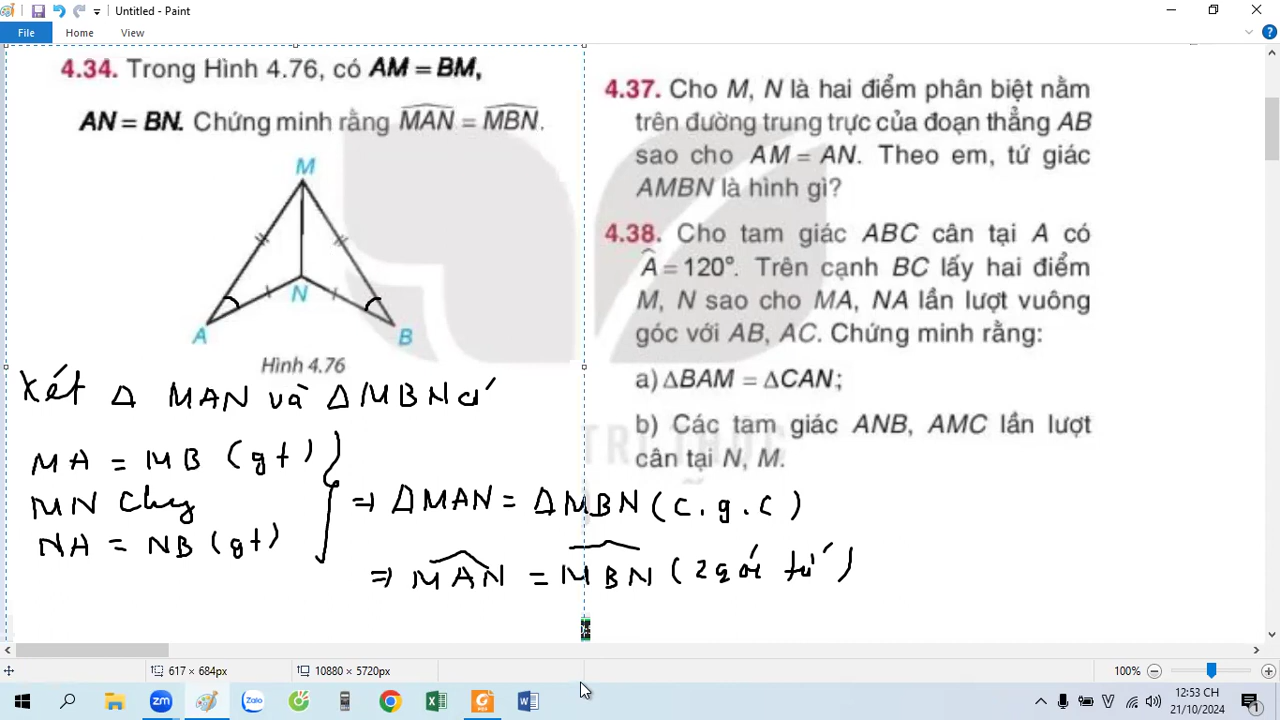 Untitled - Paint
File Home View
4.34. Trong Hình 4.76, có AM = BM,
AN = BN. Chứng minh rằng MAN = MBN.
M
N
A
B
Hình 4.76
Xét Δ MAN và Δ MBN có
MA = MB (gt)
MN chung
NA = NB (gt)
⇒ ΔMAN = ΔMBN (c.g.c)
⇒ MAN = MBN (2 góc tứ)
4.37. Cho M, N là hai điểm phân biệt nằm
trên đường trung trực của đoạn thẳng AB
sao cho AM = AN. Theo em, tứ giác
AMBN là hình gì?
4.38. Cho tam giác ABC cân tại A có
Â = 120°. Trên cạnh BC lấy hai điểm
M, N sao cho MA, NA lần lượt vuông
góc với AB, AC. Chứng minh rằng:
a) ΔBAM = ΔCAN;
b) Các tam giác ANB, AMC lần lượt
cân tại N, M.
TRI THỨC
617 × 684px
10880 × 5720px
100%
zm
Zalo
12:53 CH
21/10/2024